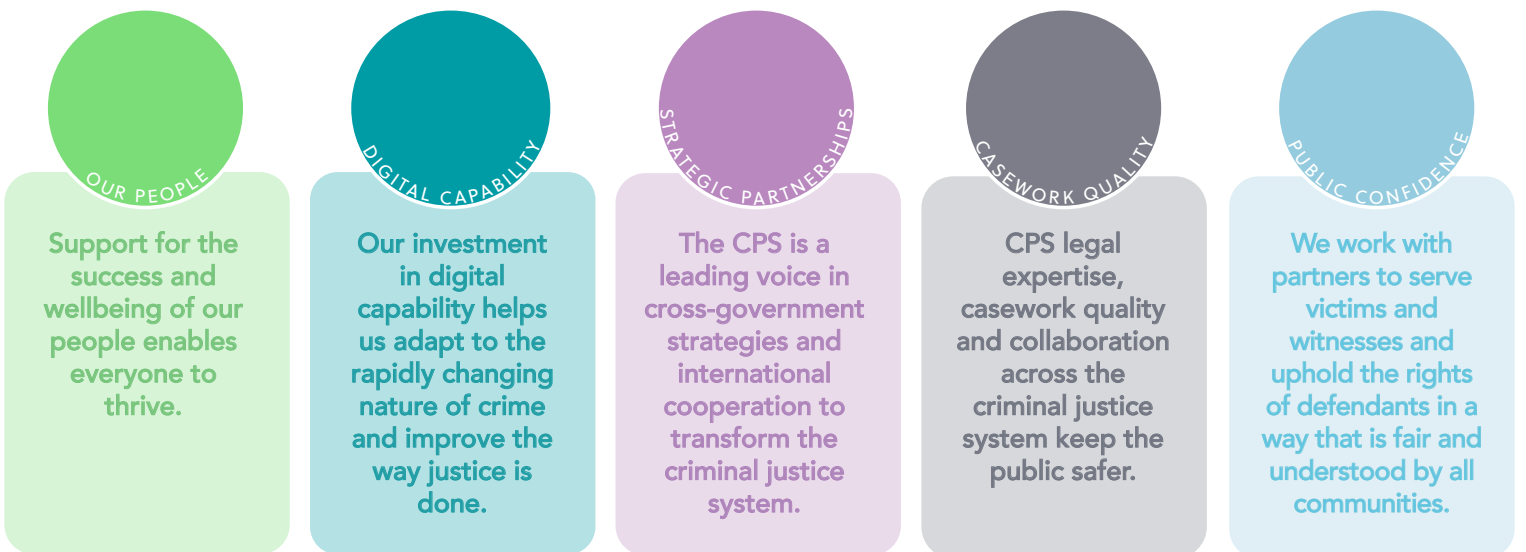 OUR PEOPLE
Support for the
success and
wellbeing of our
people enables
everyone to
thrive.
DIGITAL CAPABILITY
Our investment
in digital
capability helps
us adapt to the
rapidly changing
nature of crime
and improve the
way justice is
done.
STRATEGIC PARTNERSHIPS
The CPS is a
leading voice in
cross-government
strategies and
international
cooperation to
transform the
criminal justice
system.
CASEWORK QUALITY
CPS legal
expertise,
casework quality
and collaboration
across the
criminal justice
system keep the
public safer.
PUBLIC CONFIDENCE
We work with
partners to serve
victims and
witnesses and
uphold the rights
of defendants in a
way that is fair and
understood by all
communities.